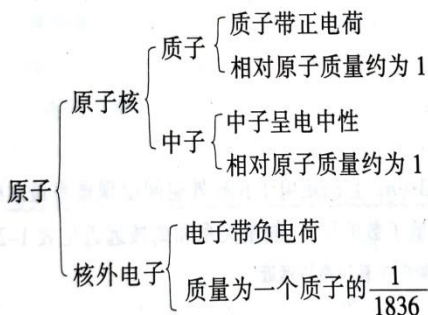 质子带正电荷
质子
相对原子质量约为 1
原子核
中子呈电中性
中子
相对原子质量约为 1
原子
电子带负电荷
核外电子
质量为一个质子的 1/1836